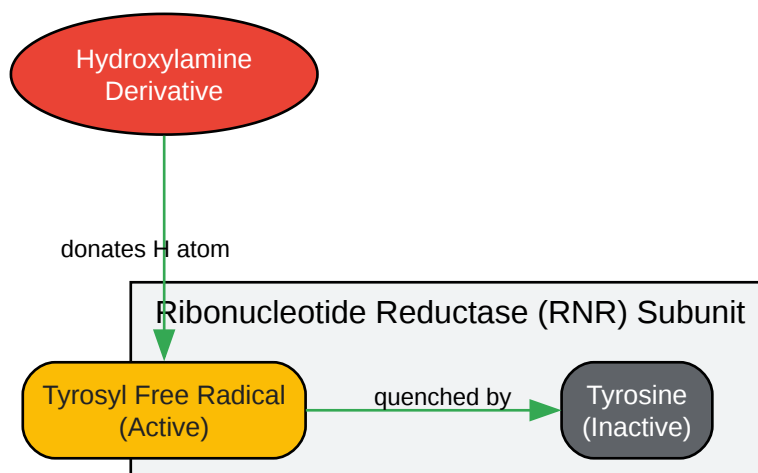 Hydroxylamine
Derivative
donates H atom
Ribonucleotide Reductase (RNR) Subunit
Tyrosyl Free Radical
(Active)
quenched by
Tyrosine
(Inactive)